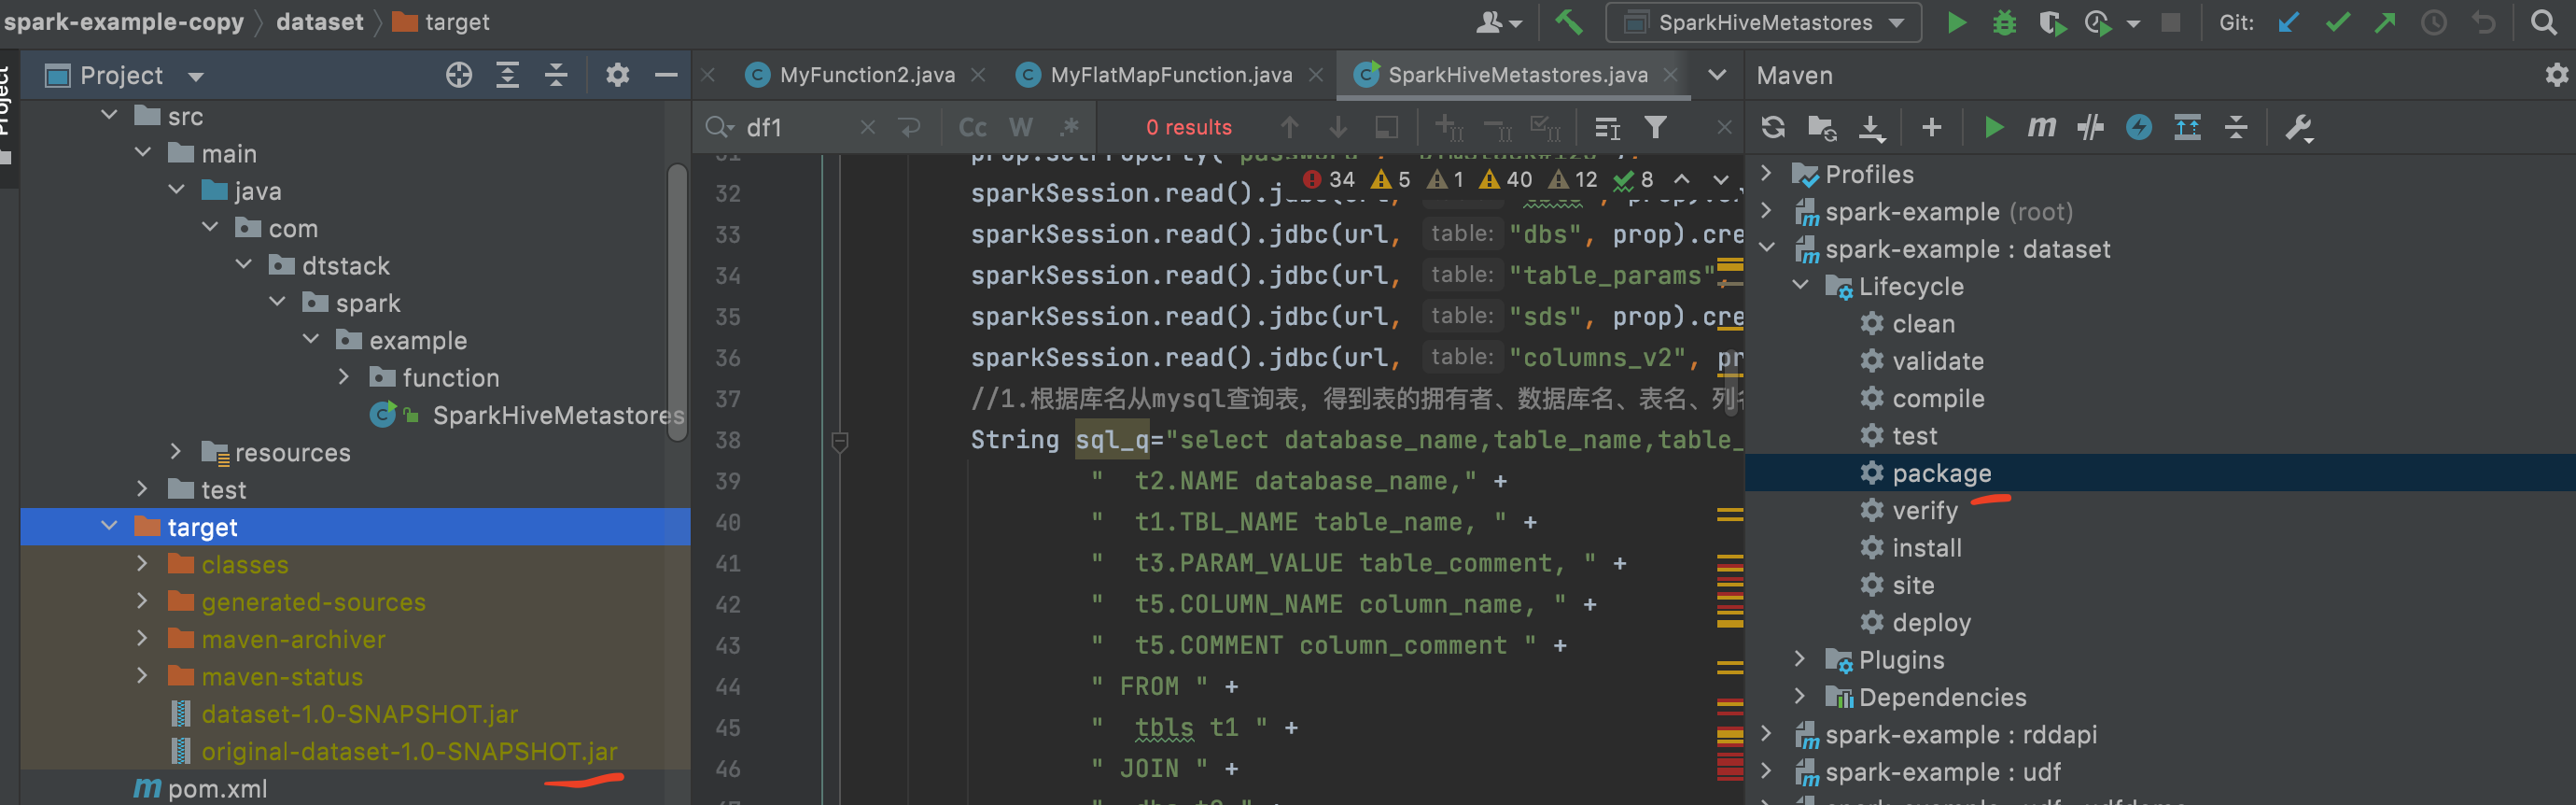 spark-example-copy dataset target
SparkHiveMetastores
Git:
Project
Project
src
main
java
com
dtstack
spark
example
function
SparkHiveMetastores
resources
test
target
classes
generated-sources
maven-archiver
maven-status
dataset-1.0-SNAPSHOT.jar
original-dataset-1.0-SNAPSHOT.jar
pom.xml
MyFunction2.java
MyFlatMapFunction.java
SparkHiveMetastores.java
df1
Cc W .*
0 results
34 5 1 40 12 8
32 sparkSession.read().jdbc(url,
33 sparkSession.read().jdbc(url, table: "dbs", prop).cre
34 sparkSession.read().jdbc(url, table: "table_params",
35 sparkSession.read().jdbc(url, table: "sds", prop).cre
36 sparkSession.read().jdbc(url, table: "columns_v2", pr
37 //1.根据库名从mysql查询表，得到表的拥有者、数据库名、表名、列名
38 String sql_q="select database_name,table_name,table_
39 "  t2.NAME database_name," +
40 "  t1.TBL_NAME table_name, " +
41 "  t3.PARAM_VALUE table_comment, " +
42 "  t5.COLUMN_NAME column_name, " +
43 "  t5.COMMENT column_comment " +
44 " FROM " +
45 "  tbls t1 " +
46 " JOIN " +
Maven
Profiles
spark-example (root)
spark-example : dataset
Lifecycle
clean
validate
compile
test
package
verify
install
site
deploy
Plugins
Dependencies
spark-example : rddapi
spark-example : udf